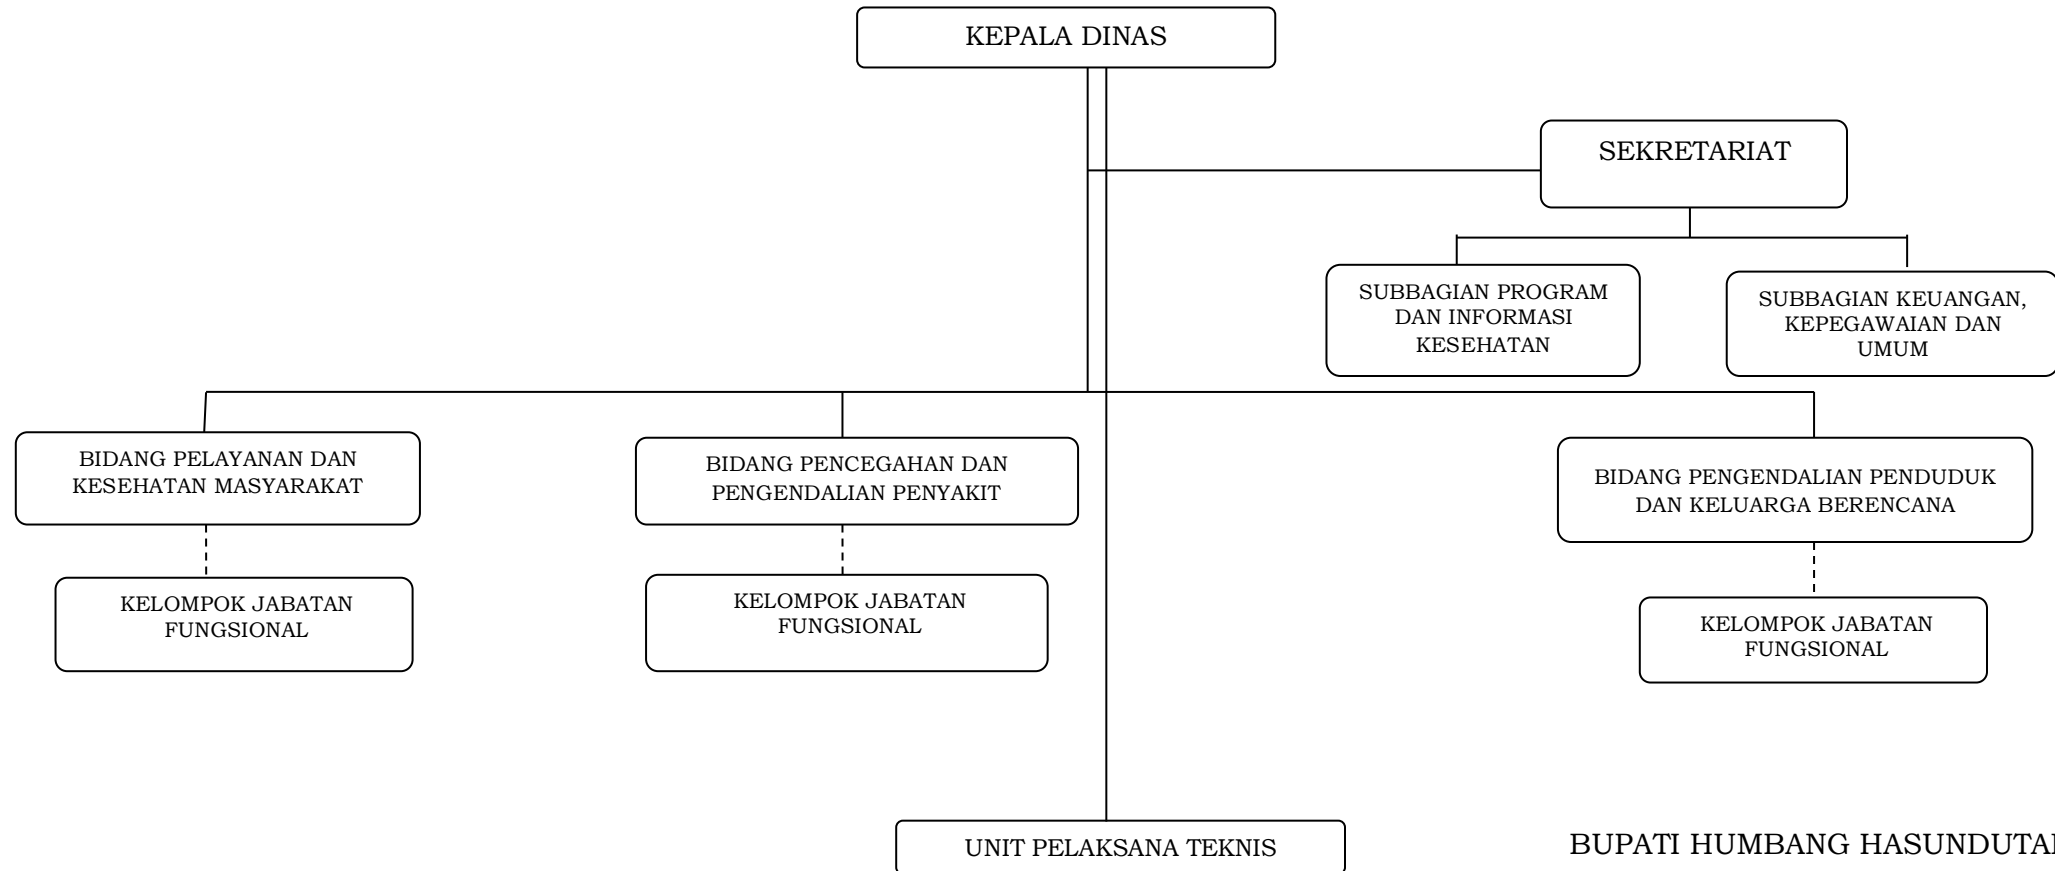 KEPALA DINAS
SEKRETARIAT
SUBBAGIAN PROGRAM
DAN INFORMASI
KESEHATAN
SUBBAGIAN KEUANGAN,
KEPEGAWAIAN DAN
UMUM
BIDANG PELAYANAN DAN
KESEHATAN MASYARAKAT
BIDANG PENCEGAHAN DAN
PENGENDALIAN PENYAKIT
BIDANG PENGENDALIAN PENDUDUK
DAN KELUARGA BERENCANA
KELOMPOK JABATAN
FUNGSIONAL
KELOMPOK JABATAN
FUNGSIONAL
KELOMPOK JABATAN
FUNGSIONAL
UNIT PELAKSANA TEKNIS
BUPATI HUMBANG HASUNDUTAN